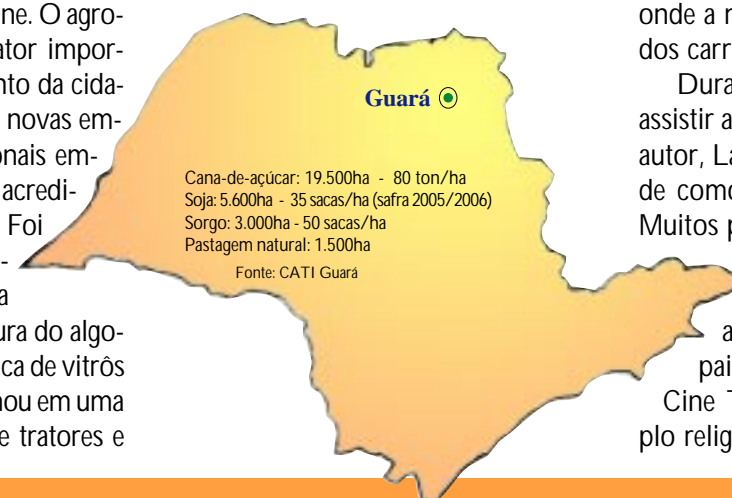 ne. O agro-
ator impor-
nto da cida-
novas em-
onais em-
acredi-
Foi
-
a
ura do algo-
ica de vitrôs
nou em uma
e tratores e
Guará
Cana-de-açúcar: 19.500ha - 80 ton/ha
Soja: 5.600ha - 35 sacas/ha (safra 2005/2006)
Sorgo: 3.000ha - 50 sacas/ha
Pastagem natural: 1.500ha
Fonte: CATI Guará
onde a r
dos carr
Dura
assistir a
autor, La
de como
Muitos p
a
pai
Cine T
plo relig